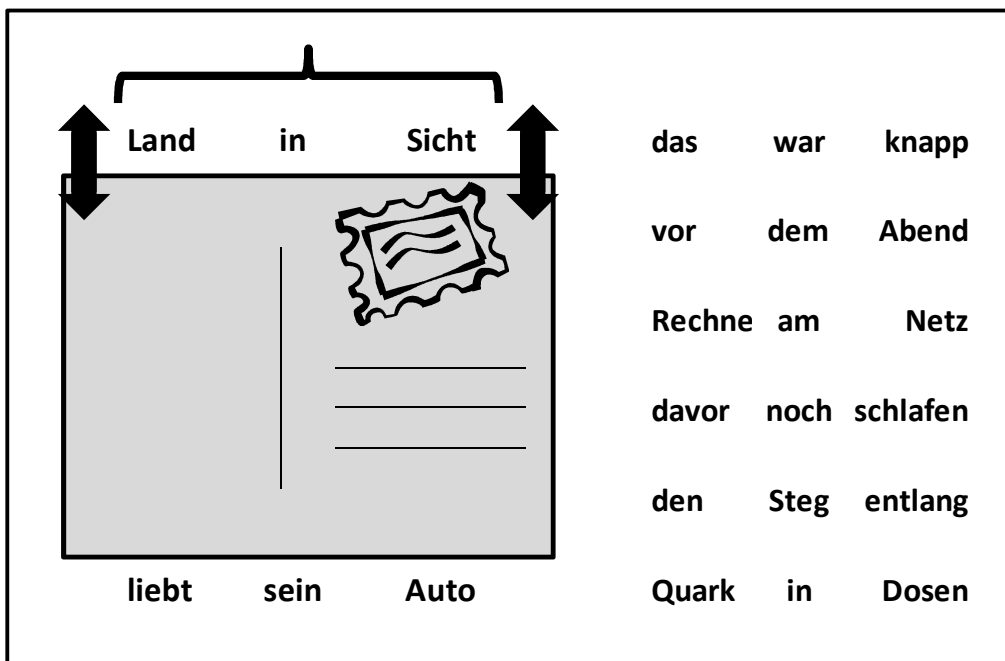 Land in Sicht
liebt sein Auto
das war knapp
vor dem Abend
Rechne am Netz
davor noch schlafen
den Steg entlang
Quark in Dosen